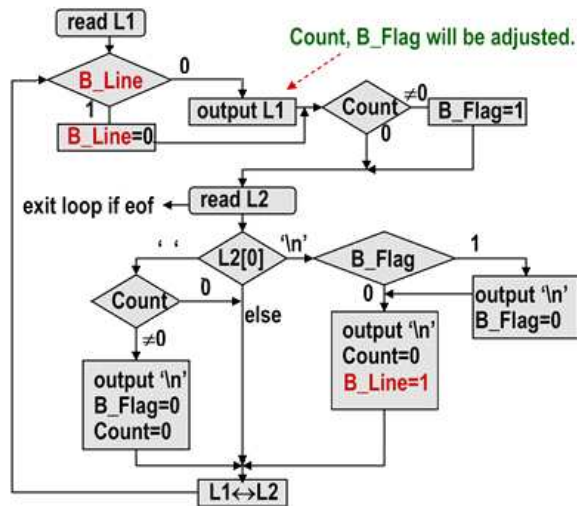 read L1
Count, B_Flag will be adjusted.
B_Line
0
1
output L1
Count
≠0
B_Flag=1
B_Line=0
0
read L2
exit loop if eof
‘ ‘
L2[0]
‘\n’
B_Flag
1
Count
0
else
0
output ‘\n’
B_Flag=0
≠0
output ‘\n’
Count=0
B_Line=1
output ‘\n’
B_Flag=0
Count=0
L1↔L2